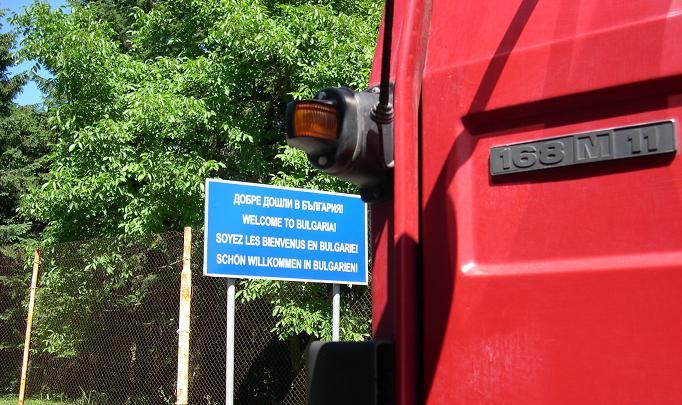 ДОБРЕ ДОШЛИ В БЪЛГАРИЯ!
WELCOME TO BULGARIA!
SOYEZ LES BIENVENUS EN BULGARIE!
SCHÖN WILLKOMMEN IN BULGARIEN!
168 M 11